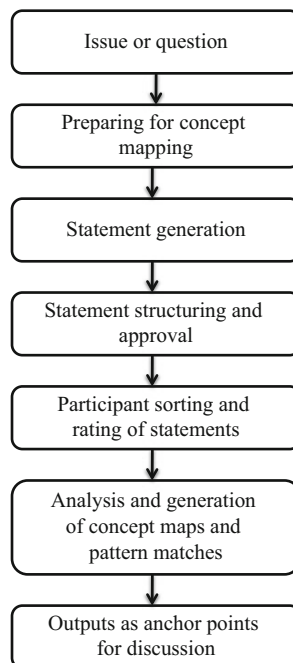 Issue or question
Preparing for concept
mapping
Statement generation
Statement structuring and
approval
Participant sorting and
rating of statements
Analysis and generation
of concept maps and
pattern matches
Outputs as anchor points
for discussion